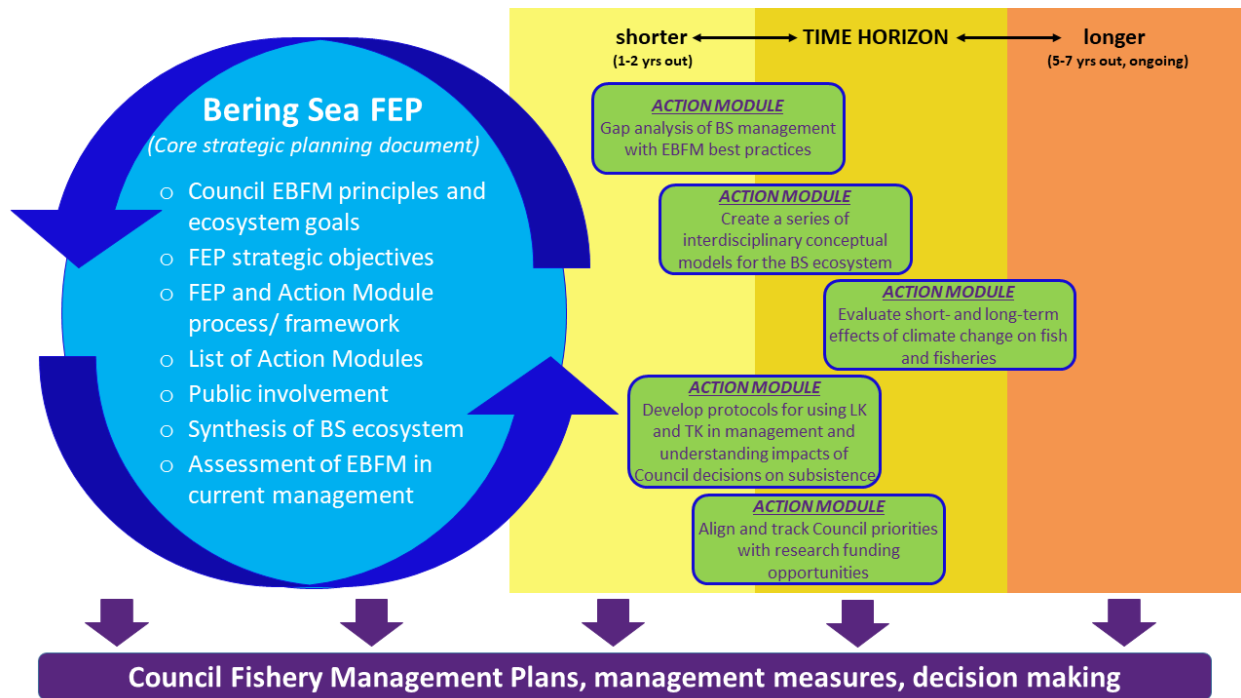 Bering Sea FEP
(Core strategic planning document)
o Council EBFM principles and
ecosystem goals
o FEP strategic objectives
o FEP and Action Module
process/ framework
o List of Action Modules
o Public involvement
o Synthesis of BS ecosystem
o Assessment of EBFM in
current management
shorter TIME HORIZON longer
(1-2 yrs out) (5-7 yrs out, ongoing)
ACTION MODULE
Gap analysis of BS management
with EBFM best practices
ACTION MODULE
Create a series of
interdisciplinary conceptual
models for the BS ecosystem
ACTION MODULE
Evaluate short- and long-term
effects of climate change on fish
and fisheries
ACTION MODULE
Develop protocols for using LK
and TK in management and
understanding impacts of
Council decisions on subsistence
ACTION MODULE
Align and track Council priorities
with research funding
opportunities
Council Fishery Management Plans, management measures, decision making